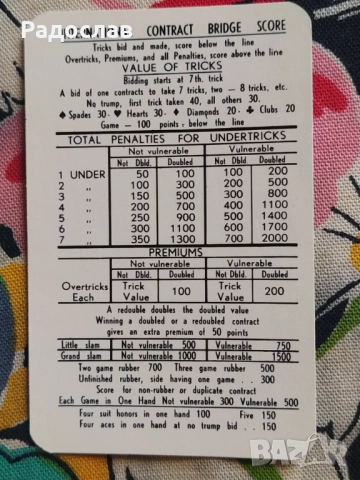 Радослав
CONTRACT BRIDGE SCORE
Tricks bid and made, score below the line
Overtricks, Premiums, and all Penalties, score above the line
VALUE OF TRICKS
Bidding starts at 7th. trick
A bid of one contracts to take 7 tricks, two — 8 tricks, etc.
No trump, first trick taken 40, all others 30.
♠ Spades 30 - ♥ Hearts 30 - ♦ Diamonds 20 - ♣ Clubs 20
Game — 100 points : below the line
TOTAL PENALTIES FOR UNDERTRICKS
Not vulnerable Vulnerable
Not Dbld. Doubled Not Dbld. Doubled
1 UNDER 50 100 100 200
2 ,, 100 300 200 500
3 ,, 150 500 300 800
4 ,, 200 700 400 1100
5 ,, 250 900 500 1400
6 ,, 300 1100 600 1700
7 ,, 350 1300 700 2000
PREMIUMS
Not vulnerable Vulnerable
Not Dbld. Doubled Not Dbld. Doubled
Overtricks Each Trick Value 100 Trick Value 200
A redouble doubles the doubled value
Winning a doubled or a redoubled contract
gives an extra premium of 50 points
Little slam Not vulnerable 500 Vulnerable 750
Grand slam Not vulnerable 1000 Vulnerable 1500
Two game rubber 700 Three game rubber 500
Unfinished rubber, side having one game . . . 300
Score for non-rubber or duplicate contract
Each Game in One Hand Not vulnerable 300 Vulnerable 500
Four suit honors in one hand 100 Five 150
Four aces in one hand at no trump bid . . . 150
BAZAR
bg